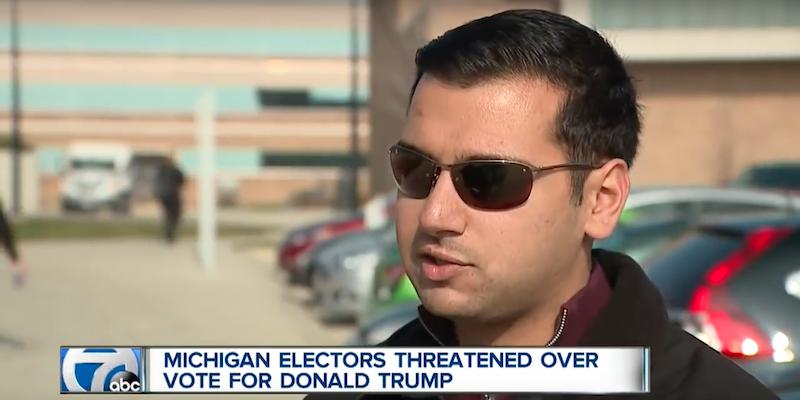 7
abc
MICHIGAN ELECTORS THREATENED OVER
VOTE FOR DONALD TRUMP